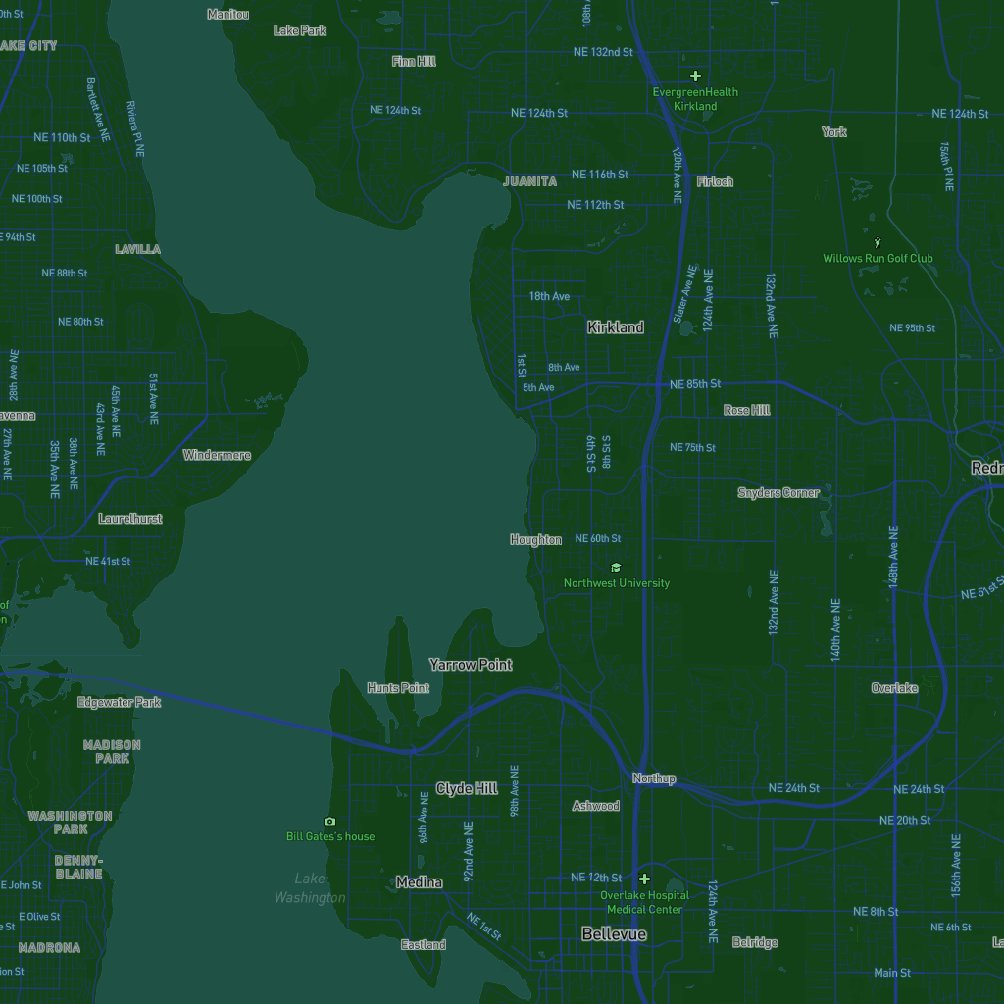 0th St
Manitou
Lake Park
AKE CITY
Finn Hill
NE 132nd St
Bartlett Ave NE
Riviera Pl NE
NE 124th St
NE 124th St
EvergreenHealth
Kirkland
NE 124th St
NE 110th St
York
NE 105th St
120th Ave NE
154th Pl NE
JUANITA
NE 116th St
Firloch
NE 100th St
NE 112th St
E 94th St
LAVILLA
Willows Run Golf Club
NE 88th St
18th Ave
Slater Ave NE
124th Ave NE
132nd Ave NE
NE 80th St
Kirkland
NE 95th St
28th Ave NE
1st St
8th Ave
5th Ave
NE 85th St
51st Ave NE
45th Ave NE
43rd Ave NE
avenna
Rose Hill
27th Ave NE
35th Ave NE
38th Ave NE
Windermere
6th St S
8th St S
NE 75th St
Redm
Snyders Corner
Laurelhurst
Houghton
NE 60th St
148th Ave NE
NE 41st St
Northwest University
NE 51st St
132nd Ave NE
140th Ave NE
of
on
Yarrow Point
Hunts Point
Overlake
Edgewater Park
MADISON
PARK
Northup
Clyde Hill
98th Ave NE
NE 24th St
NE 24th St
Ashwood
WASHINGTON
PARK
86th Ave NE
92nd Ave NE
NE 20th St
Bill Gates's house
DENNY-
BLAINE
156th Ave NE
Lake
Washington
Medina
NE 12th St
E John St
Overlake Hospital
Medical Center
124th Ave NE
E Olive St
NE 8th St
e St
NE 1st St
NE 6th St
Bellevue
MADRONA
Eastland
Belridge
La
ion St
Main St